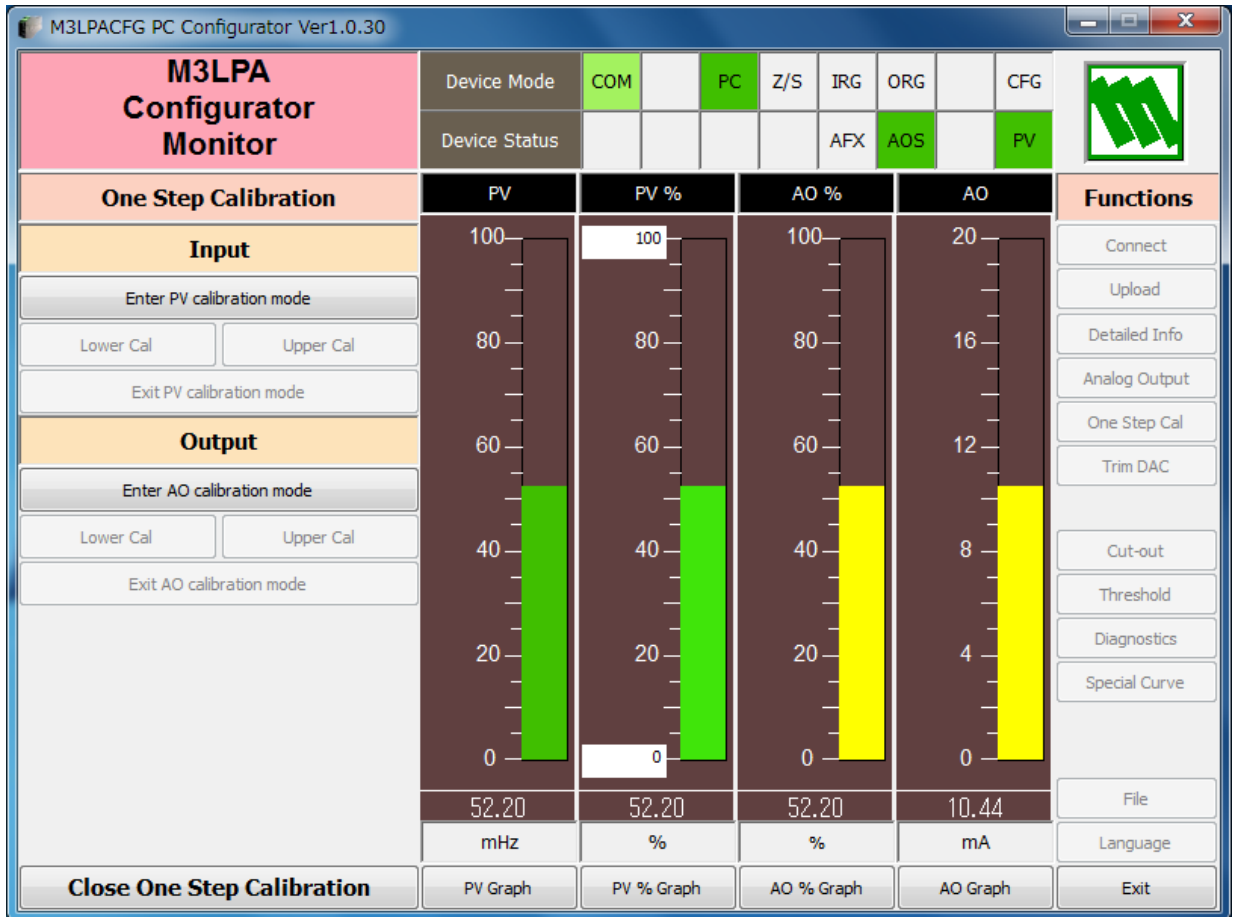 M3LPACFG PC Configurator Ver1.0.30
M3LPA
Configurator
Monitor
Device Mode COM PC Z/S IRG ORG CFG
Device Status AFX AOS PV
One Step Calibration
Input
Enter PV calibration mode
Lower Cal Upper Cal
Exit PV calibration mode
Output
Enter AO calibration mode
Lower Cal Upper Cal
Exit AO calibration mode
Close One Step Calibration
PV PV % AO % AO
100 100 100 20
80 80 80 16
60 60 60 12
40 40 40 8
20 20 20 4
0 0 0 0
52.20 52.20 52.20 10.44
mHz % % mA
PV Graph PV % Graph AO % Graph AO Graph
Functions
Connect
Upload
Detailed Info
Analog Output
One Step Cal
Trim DAC
Cut-out
Threshold
Diagnostics
Special Curve
File
Language
Exit